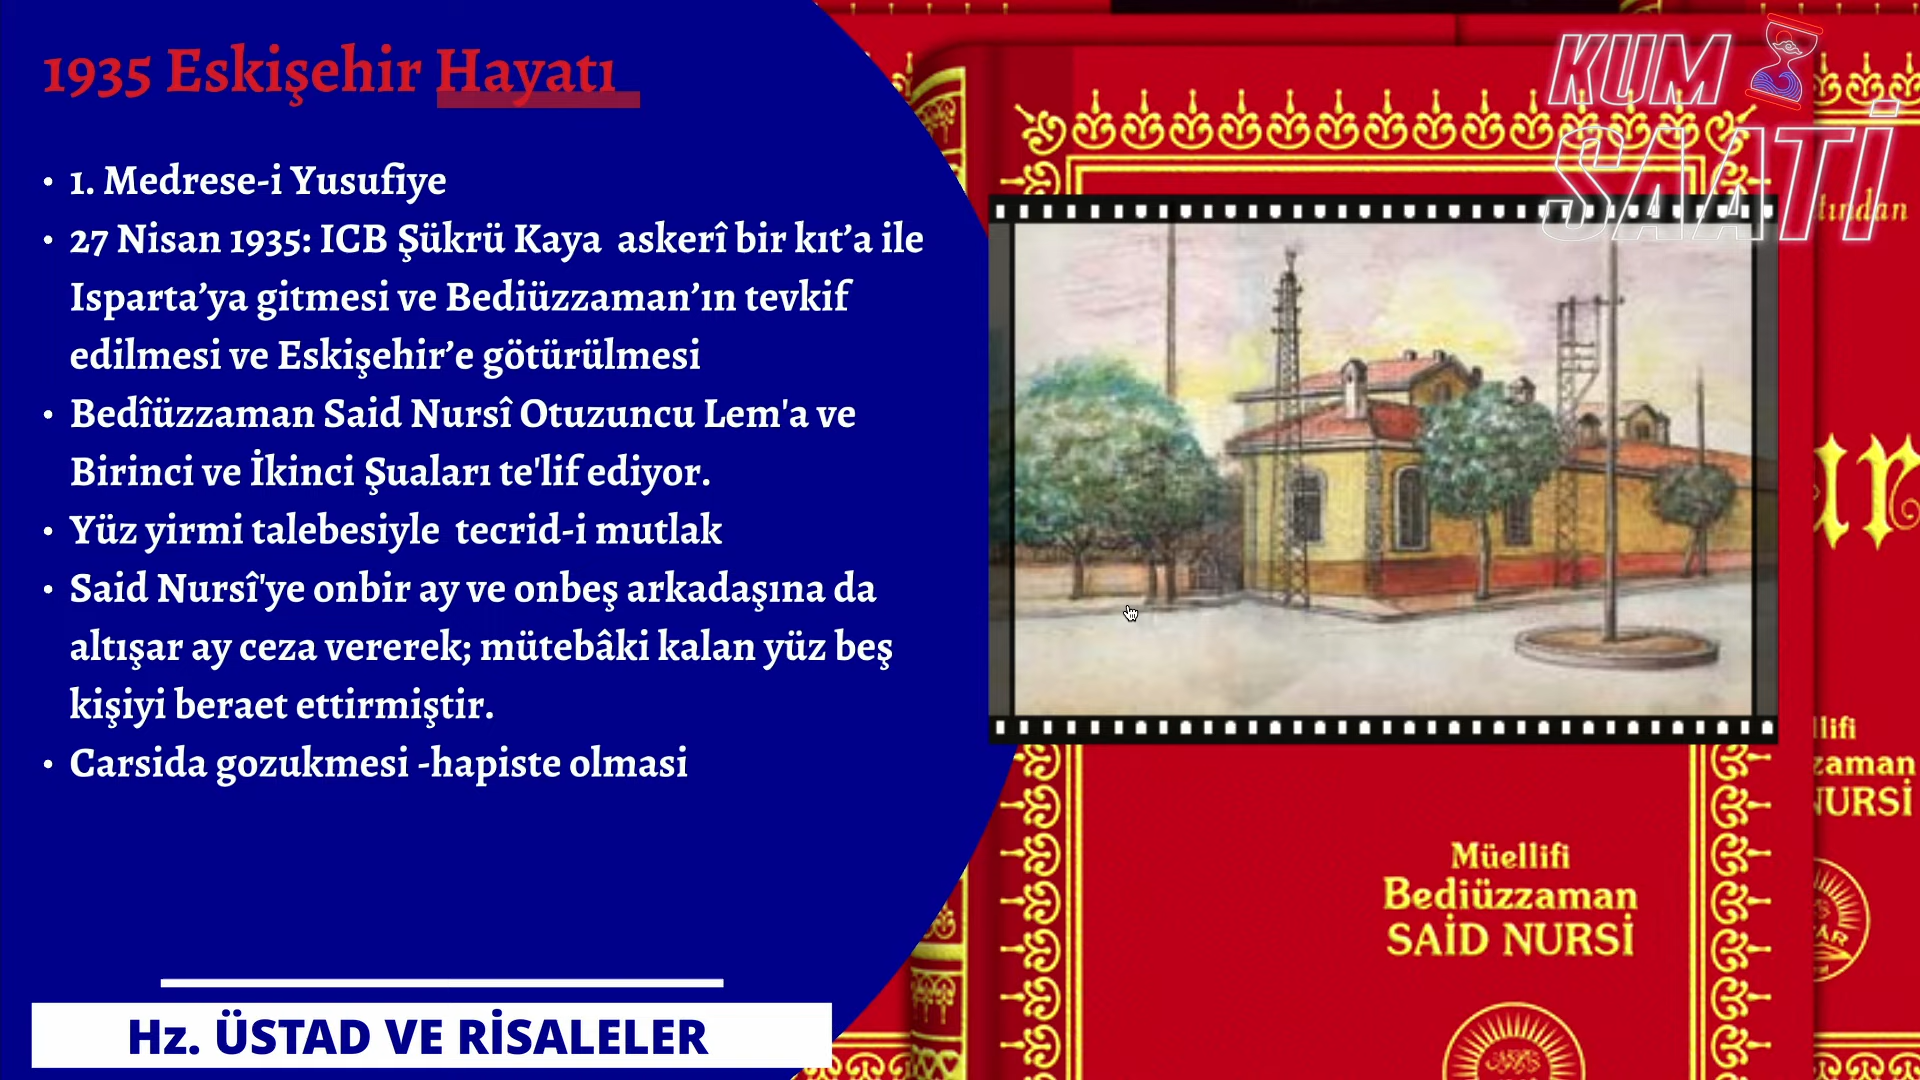 1935 Eskişehir Hayatı
• 1. Medrese-i Yusufiye
• 27 Nisan 1935: ICB Şükrü Kaya askerî bir kıt’a ile
Isparta’ya gitmesi ve Bediüzzaman’ın tevkif
edilmesi ve Eskişehir’e götürülmesi
• Bedîüzzaman Said Nursî Otuzuncu Lem'a ve
Birinci ve İkinci Şuaları te'lif ediyor.
• Yüz yirmi talebesiyle tecrid-i mutlak
• Said Nursî'ye onbir ay ve onbeş arkadaşına da
altışar ay ceza vererek; mütebâki kalan yüz beş
kişiyi beraet ettirmiştir.
• Carsida gozukmesi -hapiste olmasi
Hz. ÜSTAD VE RİSALELER
KUM
SAATİ
Müellifi
Bediüzzaman
SAİD NURSİ
NURSİ